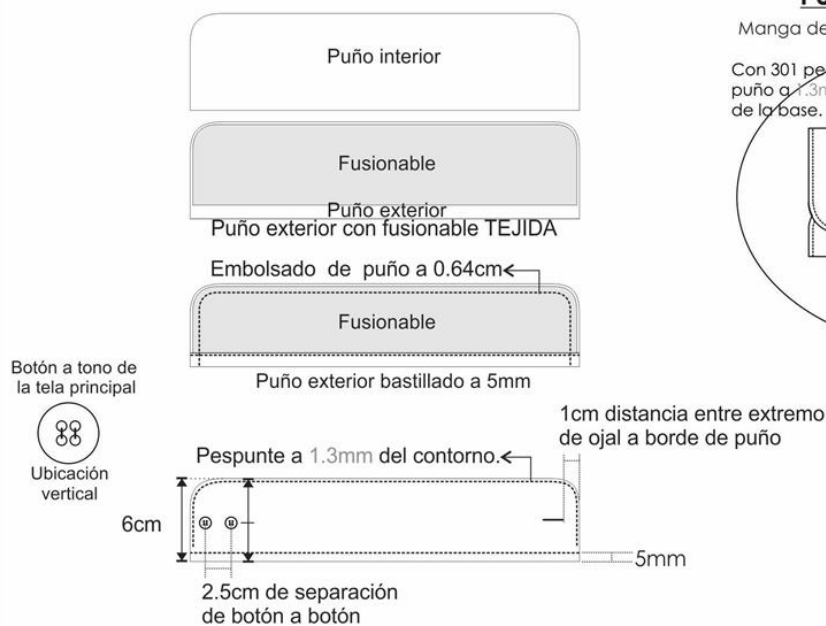 Puño interior
Fusionable
Puño exterior
Puño exterior con fusionable TEJIDA
Embolsado de puño a 0.64cm
Fusionable
Puño exterior bastillado a 5mm
Botón a tono de
la tela principal
Ubicación
vertical
1cm distancia entre extremo
de ojal a borde de puño
Pespunte a 1.3mm del contorno.
6cm
5mm
2.5cm de separación
de botón a botón
Manga de
Con 301
puño a 1.3m
de la base.